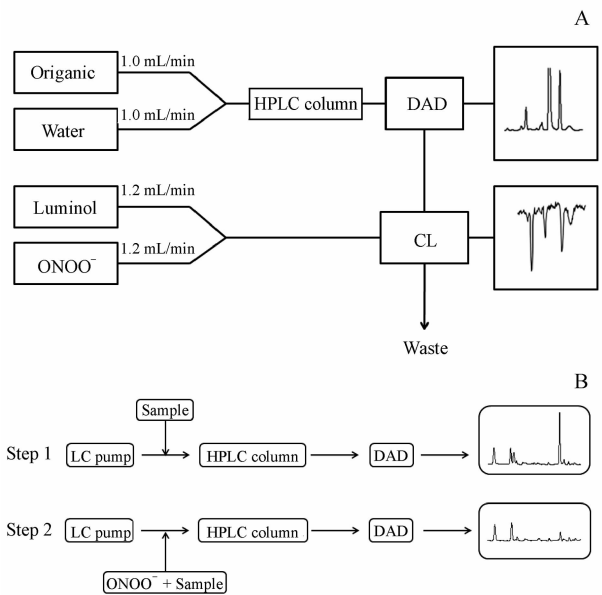 A
Origanic
1.0 mL/min
HPLC column
DAD
Water
1.0 mL/min
Luminol
1.2 mL/min
CL
ONOO⁻
1.2 mL/min
Waste
B
Sample
Step 1
LC pump
HPLC column
DAD
Step 2
LC pump
HPLC column
DAD
ONOO⁻ + Sample